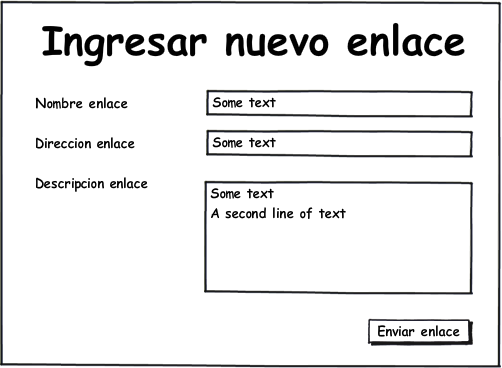 Ingresar nuevo enlace
Nombre enlace
Some text
Direccion enlace
Some text
Descripcion enlace
Some text
A second line of text
Enviar enlace